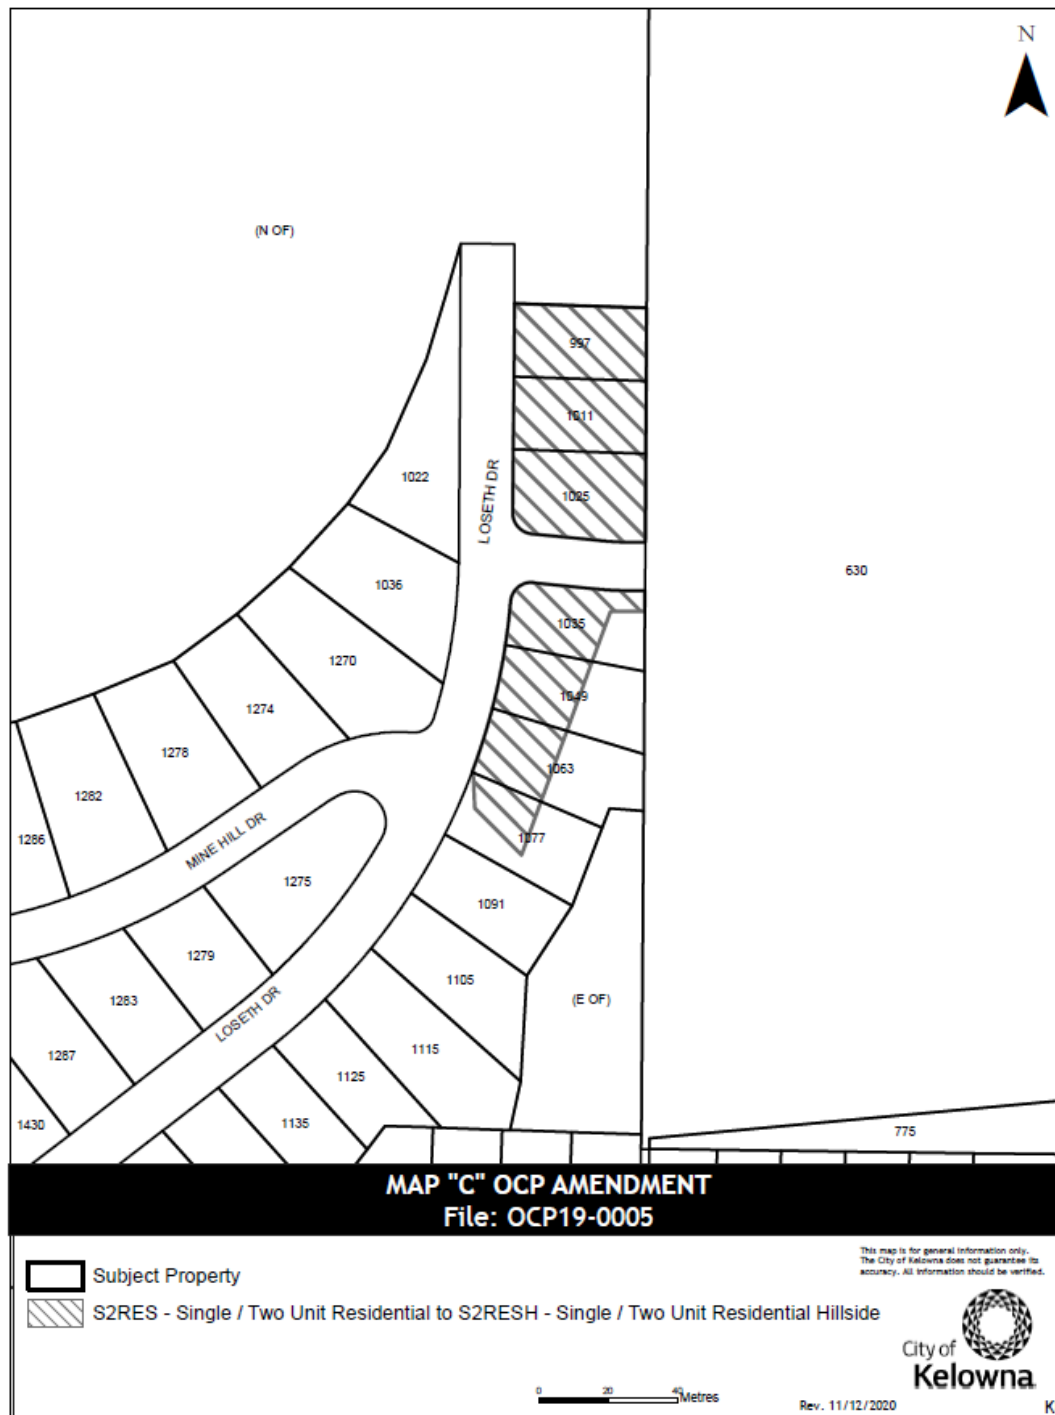 N
(N OF)
997
1011
1022
LOSETH DR
1025
630
1036
1035
1270
1049
1274
1278
1063
1282
1286
MINE HILL DR
1077
1275
1091
1279
1105
1283
(E OF)
LOSETH DR
1287
1115
1125
1430
1135
775
MAP "C" OCP AMENDMENT
File: OCP19-0005
This map is for general information only.
The City of Kelowna does not guarantee its
accuracy. All information should be verified.
Subject Property
S2RES - Single / Two Unit Residential to S2RESH - Single / Two Unit Residential Hillside
City of
Kelowna
0 20 40 Metres
Rev. 11/12/2020
K